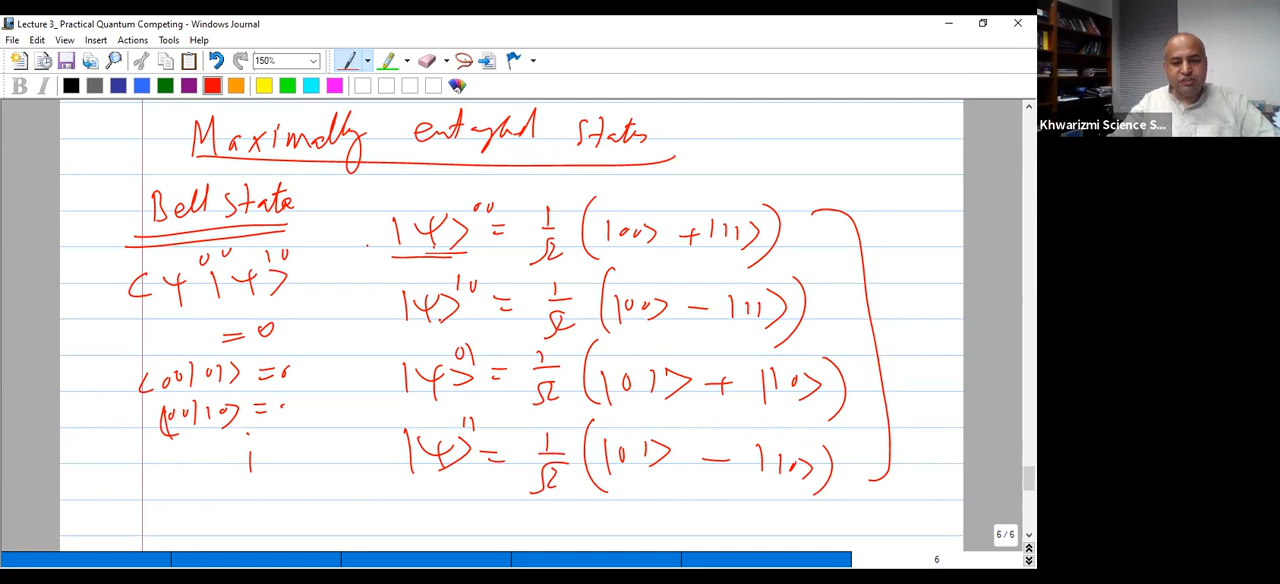 Lecture 3_ Practical Quantum Competing - Windows Journal
File Edit View Insert Actions Tools Help
150%
B I
Khwarizmi Science S...
Maximally entagled States
Bell State
|Ψ⟩⁰⁰ = 1/√2 (|00⟩ + |11⟩)
⟨Ψ⁰⁰|Ψ¹⁰⟩
= 0
|Ψ⟩¹⁰ = 1/√2 (|00⟩ - |11⟩)
⟨00|01⟩ = 0
|Ψ⟩⁰¹ = 1/√2 (|01⟩ + |10⟩)
⟨00|10⟩ = 0
|Ψ⟩¹¹ = 1/√2 (|01⟩ - |10⟩)
6 / 6
6